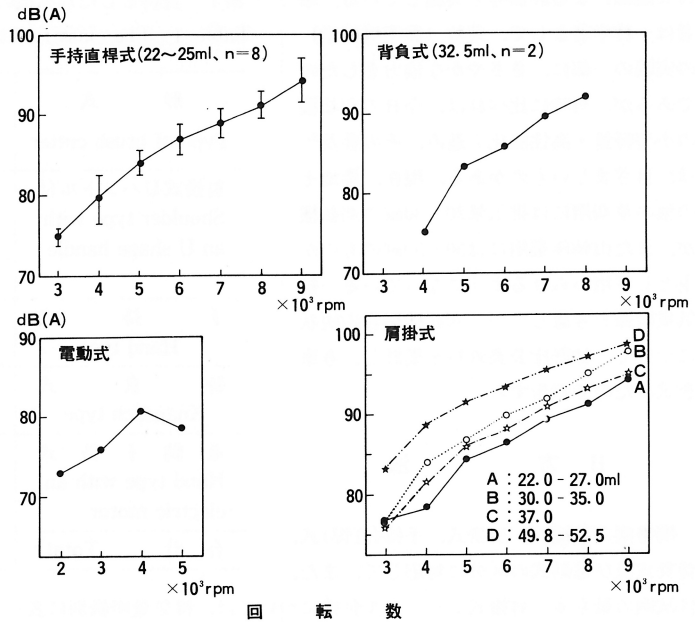 dB(A)
100
90
80
70
手持直桿式(22～25ml、n=8)
3 4 5 6 7 8 9
×10³rpm
100
90
80
70
背負式(32.5ml、n=2)
3 4 5 6 7 8 9
×10³rpm
dB(A)
90
80
70
電動式
2 3 4 5
×10³rpm
100
90
80
肩掛式
D
B
C
A
A：22.0－27.0ml
B：30.0－35.0
C：37.0
D：49.8－52.5
3 4 5 6 7 8 9
×10³rpm
回 転 数